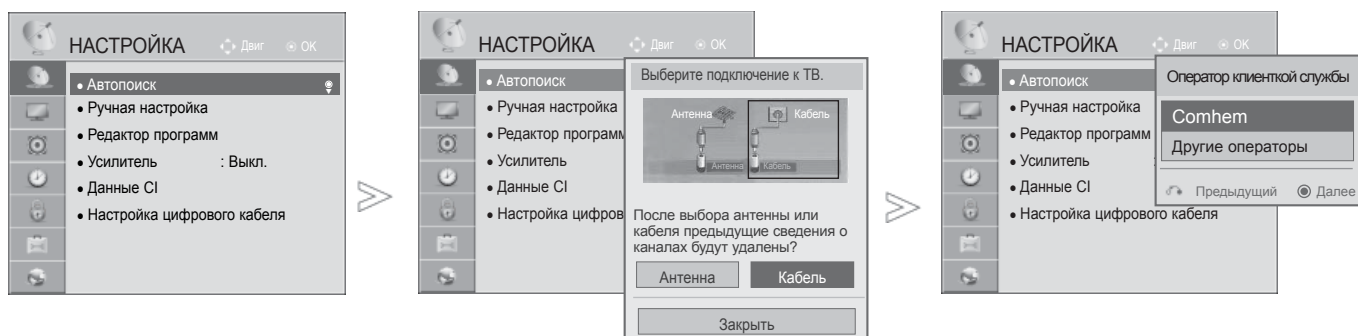 НАСТРОЙКА Двиг OK
• Автопоиск
• Ручная настройка
• Редактор программ
• Усилитель : Выкл.
• Данные CI
• Настройка цифрового кабеля
НАСТРОЙКА Двиг OK
• Автопоиск
• Ручная настройка
• Редактор программ
• Усилитель
• Данные CI
• Настройка цифров
Выберите подключение к ТВ.
Антенна Кабель
Антенна Кабель
После выбора антенны или
кабеля предыдущие сведения о
каналах будут удалены?
Антенна Кабель
Закрыть
НАСТРОЙКА Двиг OK
• Автопоиск
• Ручная настройка
• Редактор программ
• Усилитель
• Данные CI
• Настройка цифрового кабеля
Оператор клиенткой службы
Comhem
Другие операторы
Предыдущий Далее